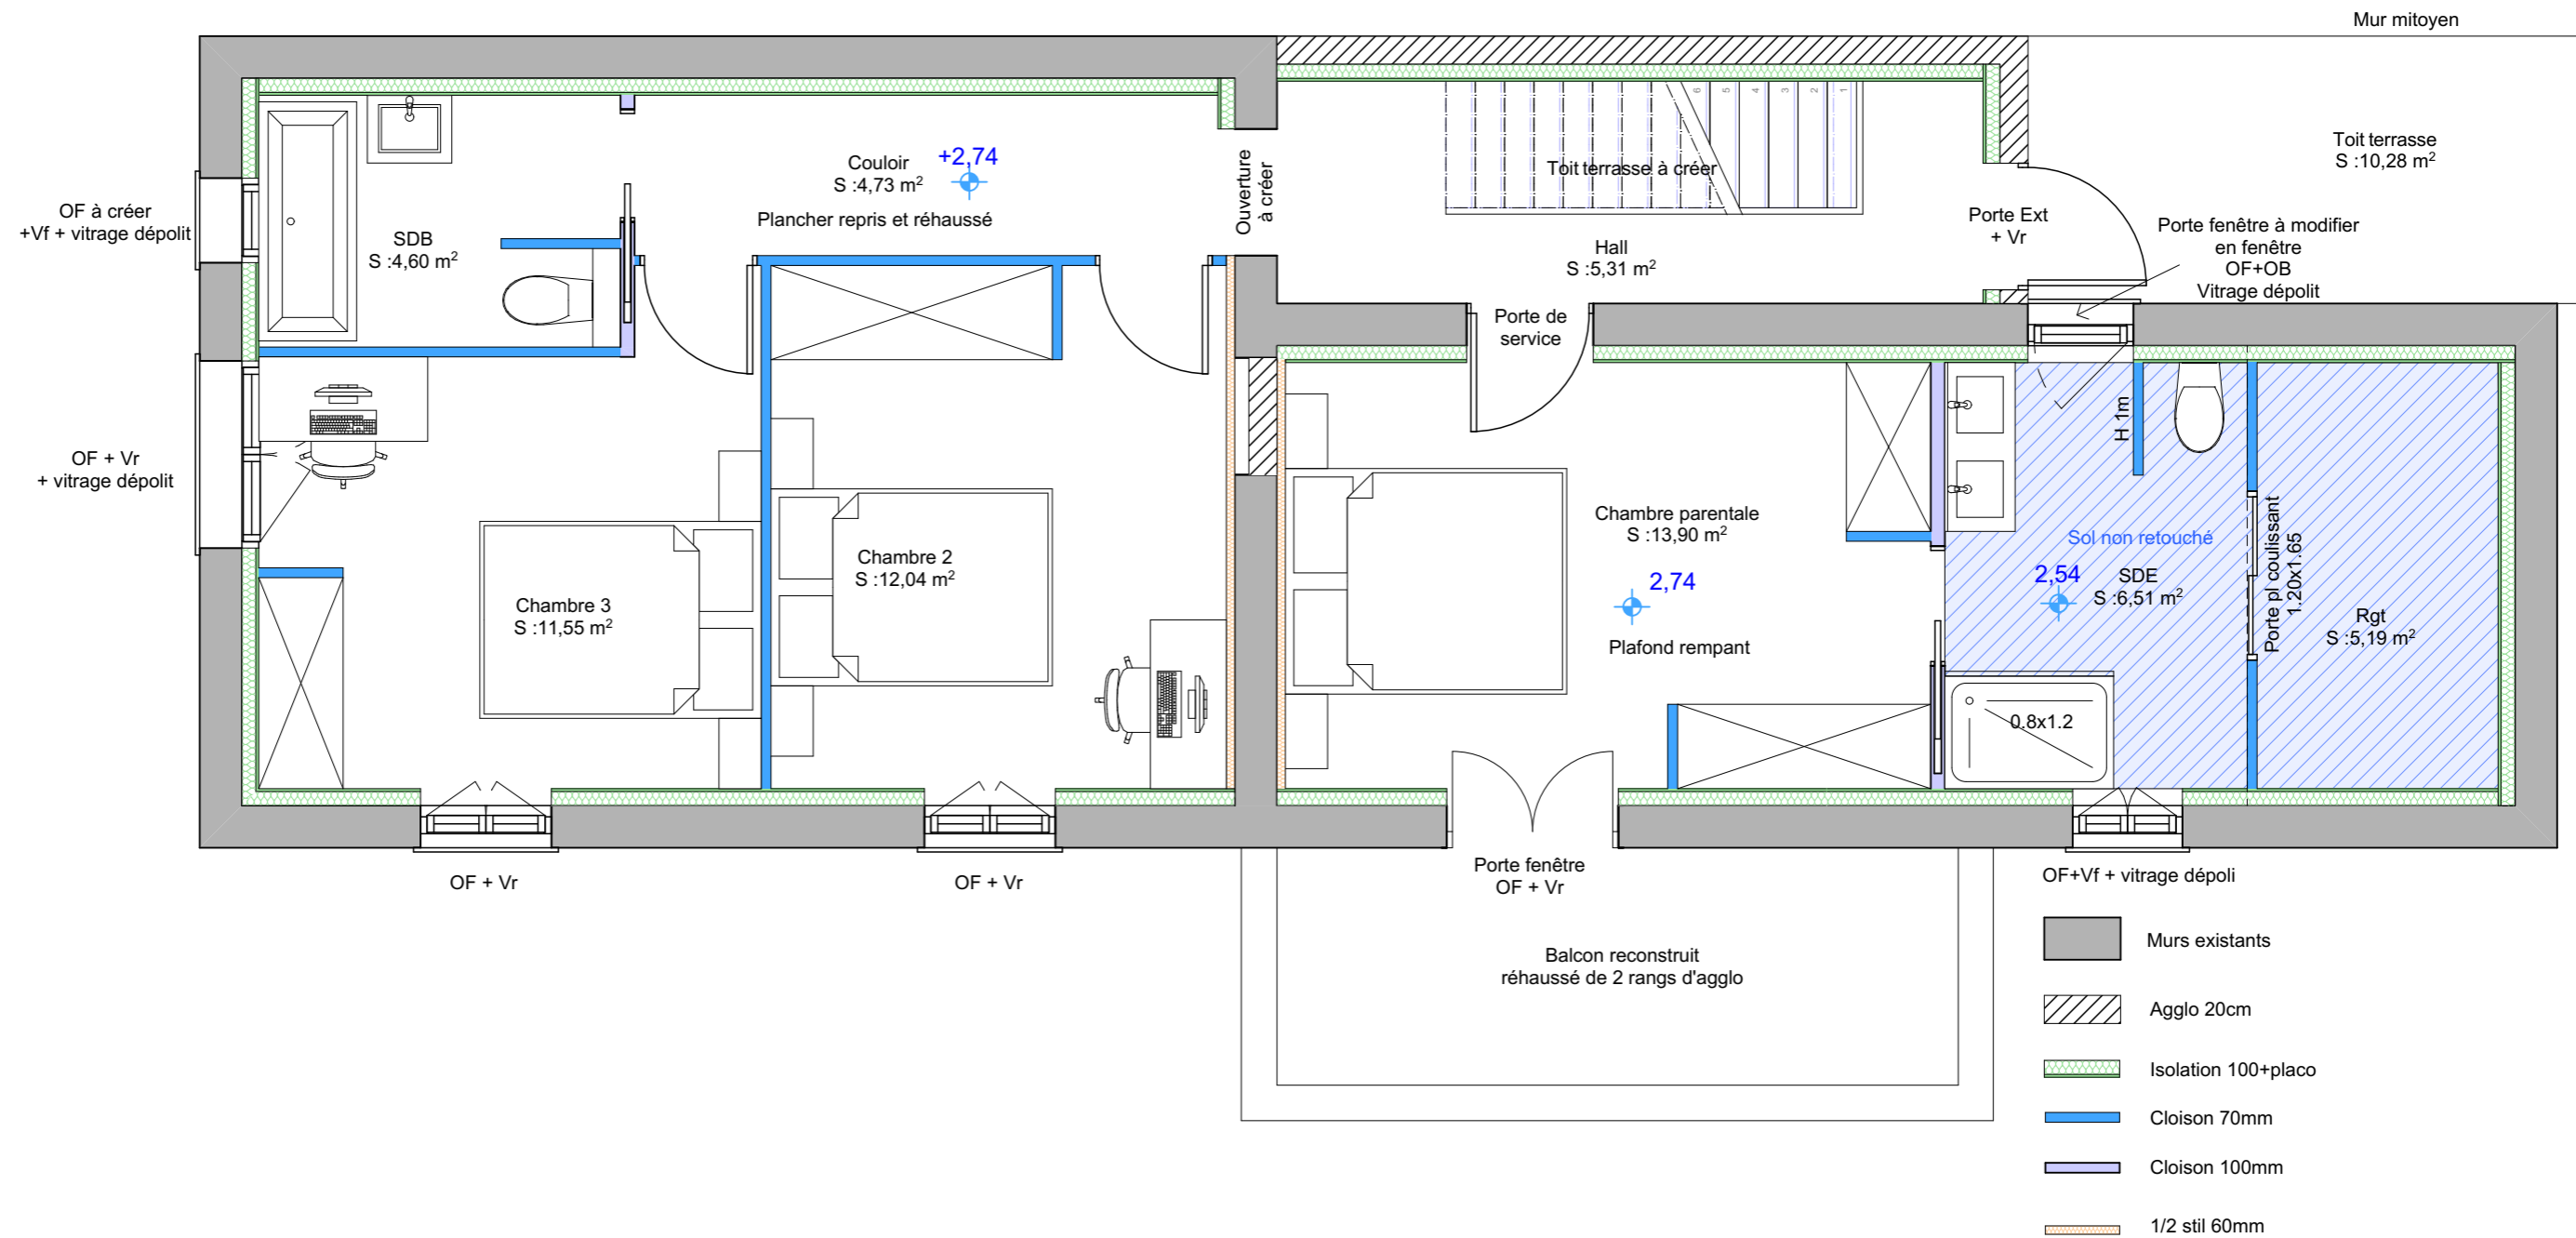 Mur mitoyen
Toit terrasse
S :10,28 m²
Couloir
S :4,73 m²
+2,74
Plancher repris et réhaussé
Ouverture
à créer
6
5
4
3
2
1
Toit terrasse à créer
Hall
S :5,31 m²
Porte Ext
+ Vr
Porte fenêtre à modifier
en fenêtre
OF+OB
Vitrage dépolit
OF à créer
+Vf + vitrage dépolit
SDB
S :4,60 m²
Porte de
service
OF + Vr
+ vitrage dépolit
H 1m
Chambre 3
S :11,55 m²
Chambre 2
S :12,04 m²
Chambre parentale
S :13,90 m²
2,74
Plafond rempant
Sol non retouché
2,54
SDE
S :6,51 m²
Porte pl coulissant
1.20x1.65
Rgt
S :5,19 m²
0.8x1.2
OF + Vr
OF + Vr
Porte fenêtre
OF + Vr
OF+Vf + vitrage dépoli
Balcon reconstruit
réhaussé de 2 rangs d'agglo
Murs existants
Agglo 20cm
Isolation 100+placo
Cloison 70mm
Cloison 100mm
1/2 stil 60mm